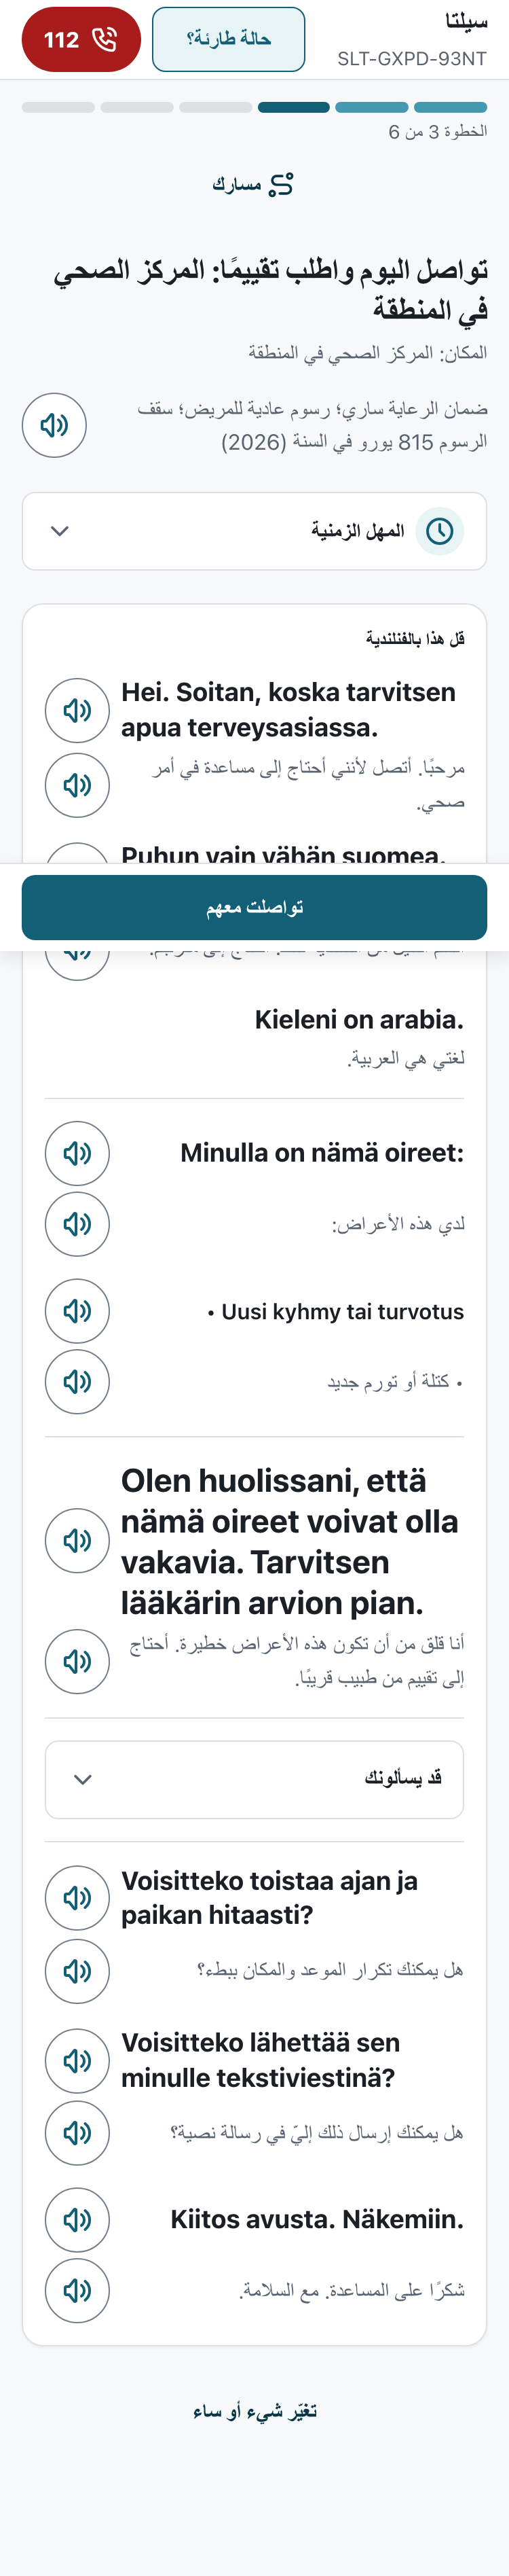 سيلتا
SLT-GXPD-93NT
حالة طارئة؟
112
الخطوة 3 من 6
مسارك
تواصل اليوم واطلب تقييمًا: المركز الصحي
في المنطقة
المكان: المركز الصحي في المنطقة
ضمان الرعاية ساري؛ رسوم عادية للمريض؛ سقف
الرسوم 815 يورو في السنة (2026)
المهل الزمنية
قل هذا بالفنلندية
Hei. Soitan, koska tarvitsen
apua terveysasiassa.
مرحبًا. أتصل لأنني أحتاج إلى مساعدة في أمر
صحي.
Puhun vain vähän suomea.
تواصلت معهم
Kieleni on arabia.
لغتي هي العربية.
Minulla on nämä oireet:
لدي هذه الأعراض:
• Uusi kyhmy tai turvotus
• كتلة أو تورم جديد
Olen huolissani, että
nämä oireet voivat olla
vakavia. Tarvitsen
lääkärin arvion pian.
أنا قلق من أن تكون هذه الأعراض خطيرة. أحتاج
إلى تقييم من طبيب قريبًا.
قد يسألونك
Voisitteko toistaa ajan ja
paikan hitaasti?
هل يمكنك تكرار الموعد والمكان ببطء؟
Voisitteko lähettää sen
minulle tekstiviestinä?
هل يمكنك إرسال ذلك إليّ في رسالة نصية؟
Kiitos avusta. Näkemiin.
شكرًا على المساعدة. مع السلامة.
تغيّر شيء أو ساء